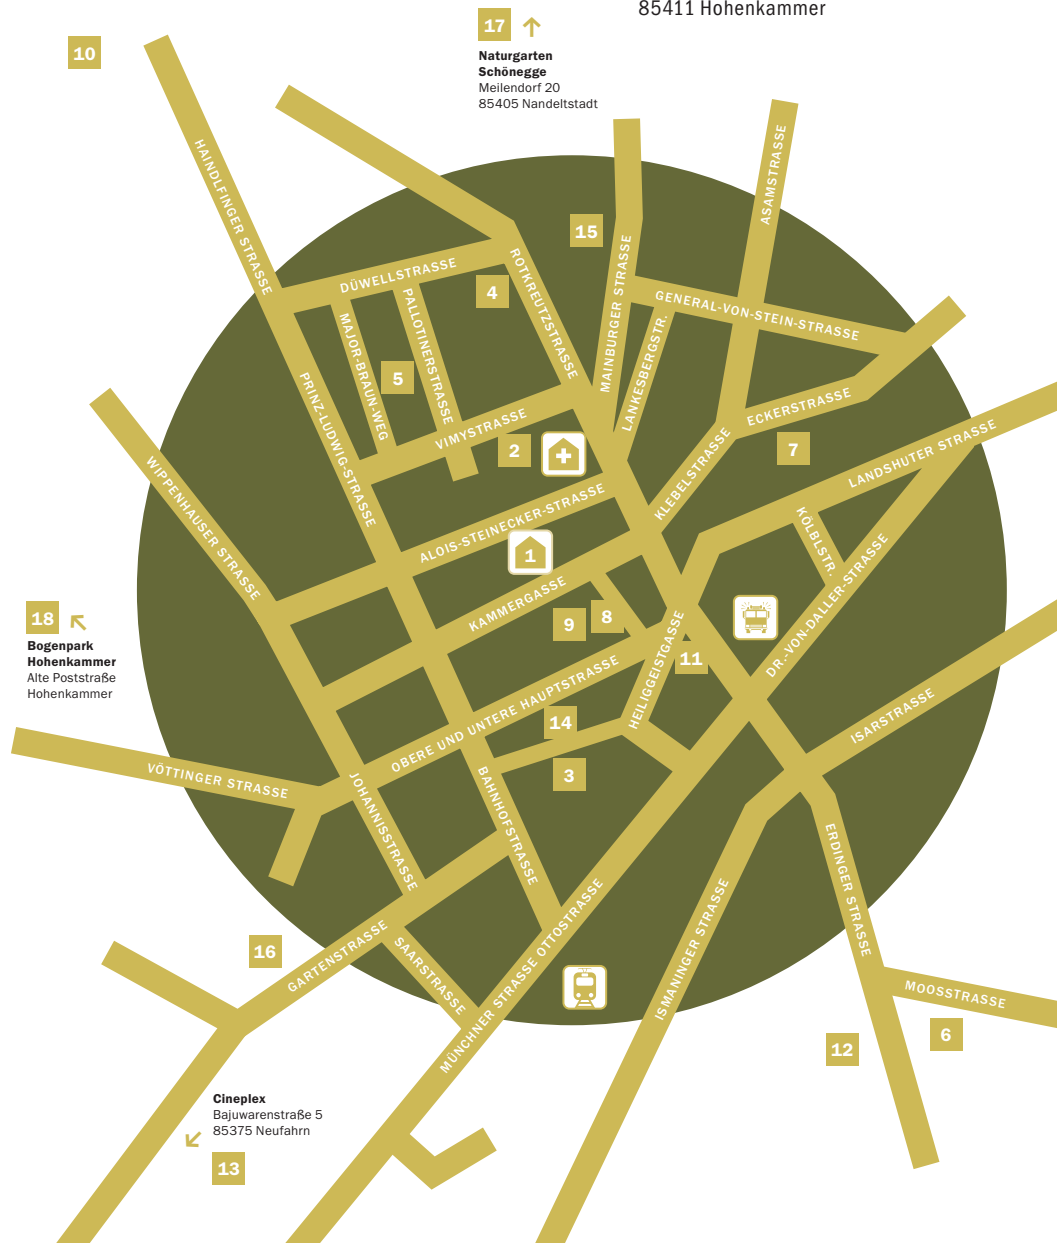 85411 Hohenkammer
17
Naturgarten
Schönegge
Meilendorf 20
85405 Nandeltstadt
10
HAINDLFINGER STRASSE
ASAMSTRASSE
15
ROTKREUTZSTRASSE
MAINBURGER STRASSE
DÜWELLSTRASSE
4
GENERAL-VON-STEIN-STRASSE
PALLOTINERSTRASSE
MAJOR-BRAUN-WEG
LANKESBERGSTR.
5
PRINZ-LUDWIG-STRASSE
VIMYSTRASSE
ECKERSTRASSE
2
7
KLEBELSTRASSE
LANDSHUTER STRASSE
WIPPENHAUSER STRASSE
ALOIS-STEINECKER-STRASSE
KÖLBLSTR.
1
KAMMERGASSE
DR.-VON-DALLER-STRASSE
18
Bogenpark
Hohenkammer
Alte Poststraße
Hohenkammer
9
8
HEILIGGEISTGASSE
11
OBERE UND UNTERE HAUPTSTRASSE
14
ISARSTRASSE
VÖTTINGER STRASSE
3
JOHANNISSTRASSE
BAHNHOFSTRASSE
ERDINGER STRASSE
16
GARTENSTRASSE
SAARSTRASSE
MÜNCHNER STRASSE OTTOSTRASSE
ISMANINGER STRASSE
MOOSSTRASSE
6
12
Cineplex
Bajuwarenstraße 5
85375 Neufahrn
13